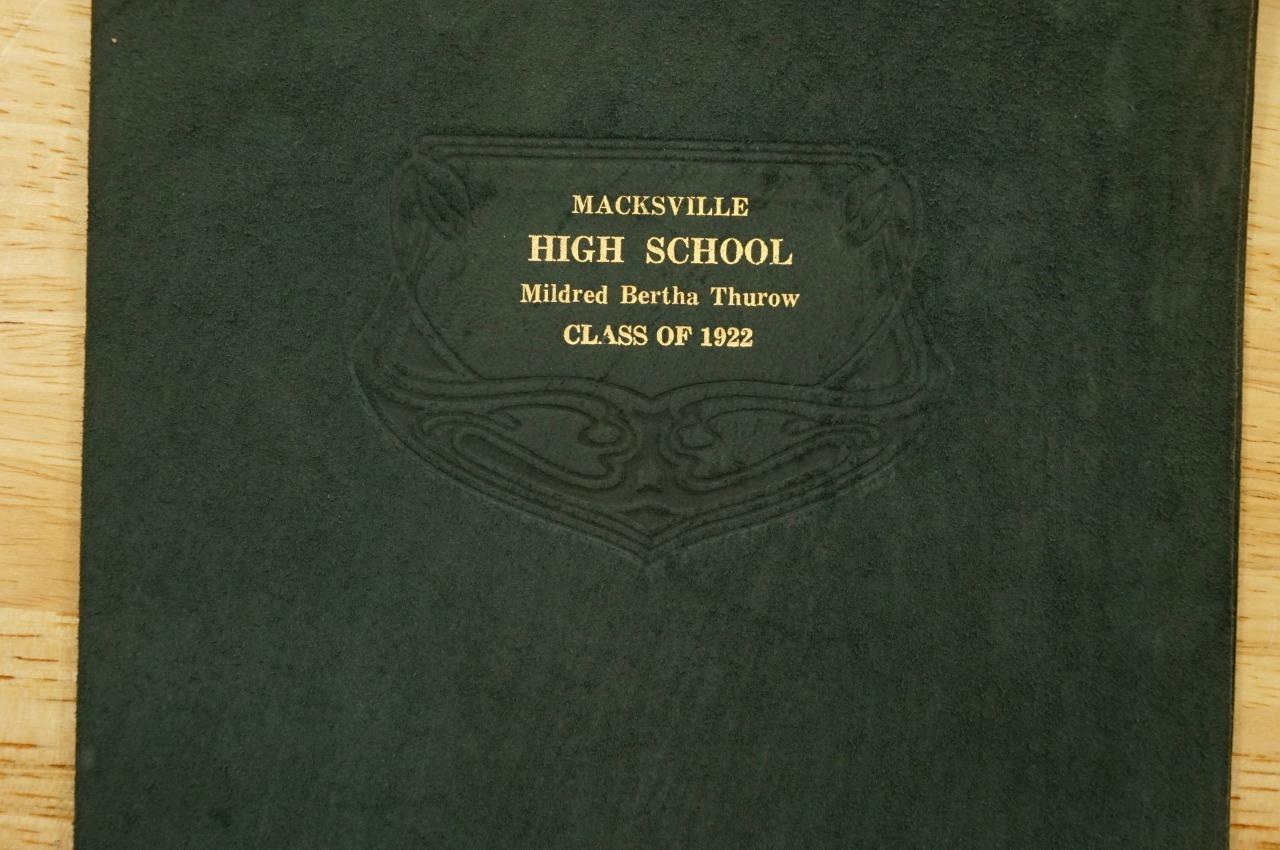 MACKSVILLE
HIGH SCHOOL
Mildred Bertha Thurow
CLASS OF 1922